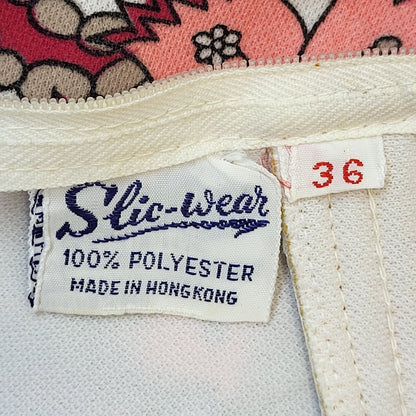 Slic-wear
100% POLYESTER
MADE IN HONGKONG
36